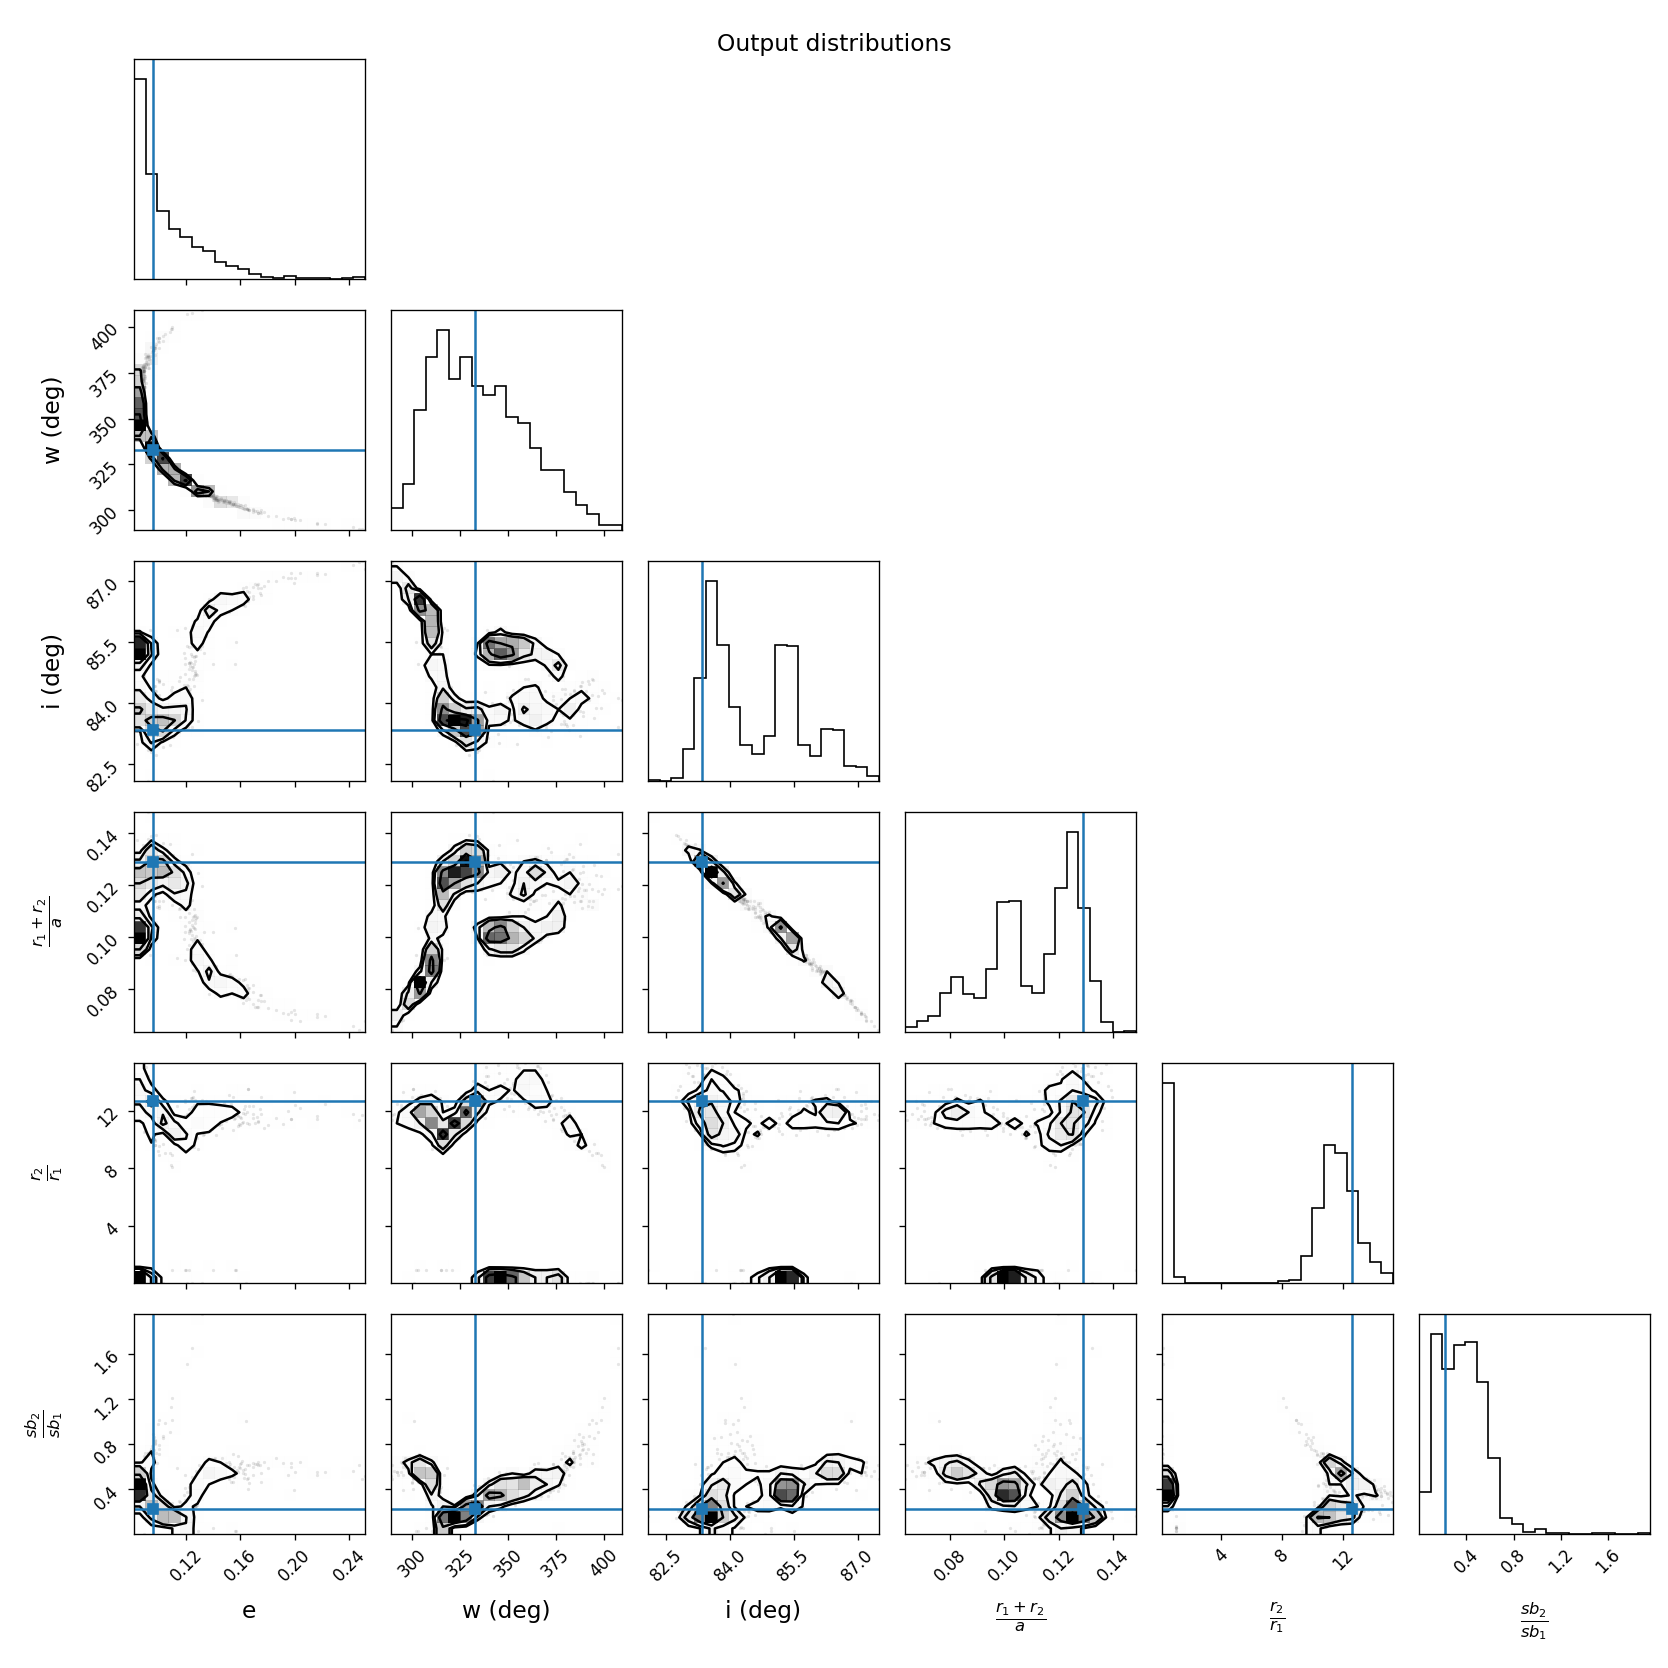 Output distributions
w (deg)
400
375
350
325
300
i (deg)
87.0
85.5
84.0
82.5
r₁ + r₂
a
0.14
0.12
0.10
0.08
r₂
r₁
12
8
4
sb₂
sb₁
1.6
1.2
0.8
0.4
0.12 0.16 0.20 0.24
300 325 350 375 400
82.5 84.0 85.5 87.0
0.08 0.10 0.12 0.14
4 8 12
0.4 0.8 1.2 1.6
e
w (deg)
i (deg)
r₁ + r₂
a
r₂
r₁
sb₂
sb₁